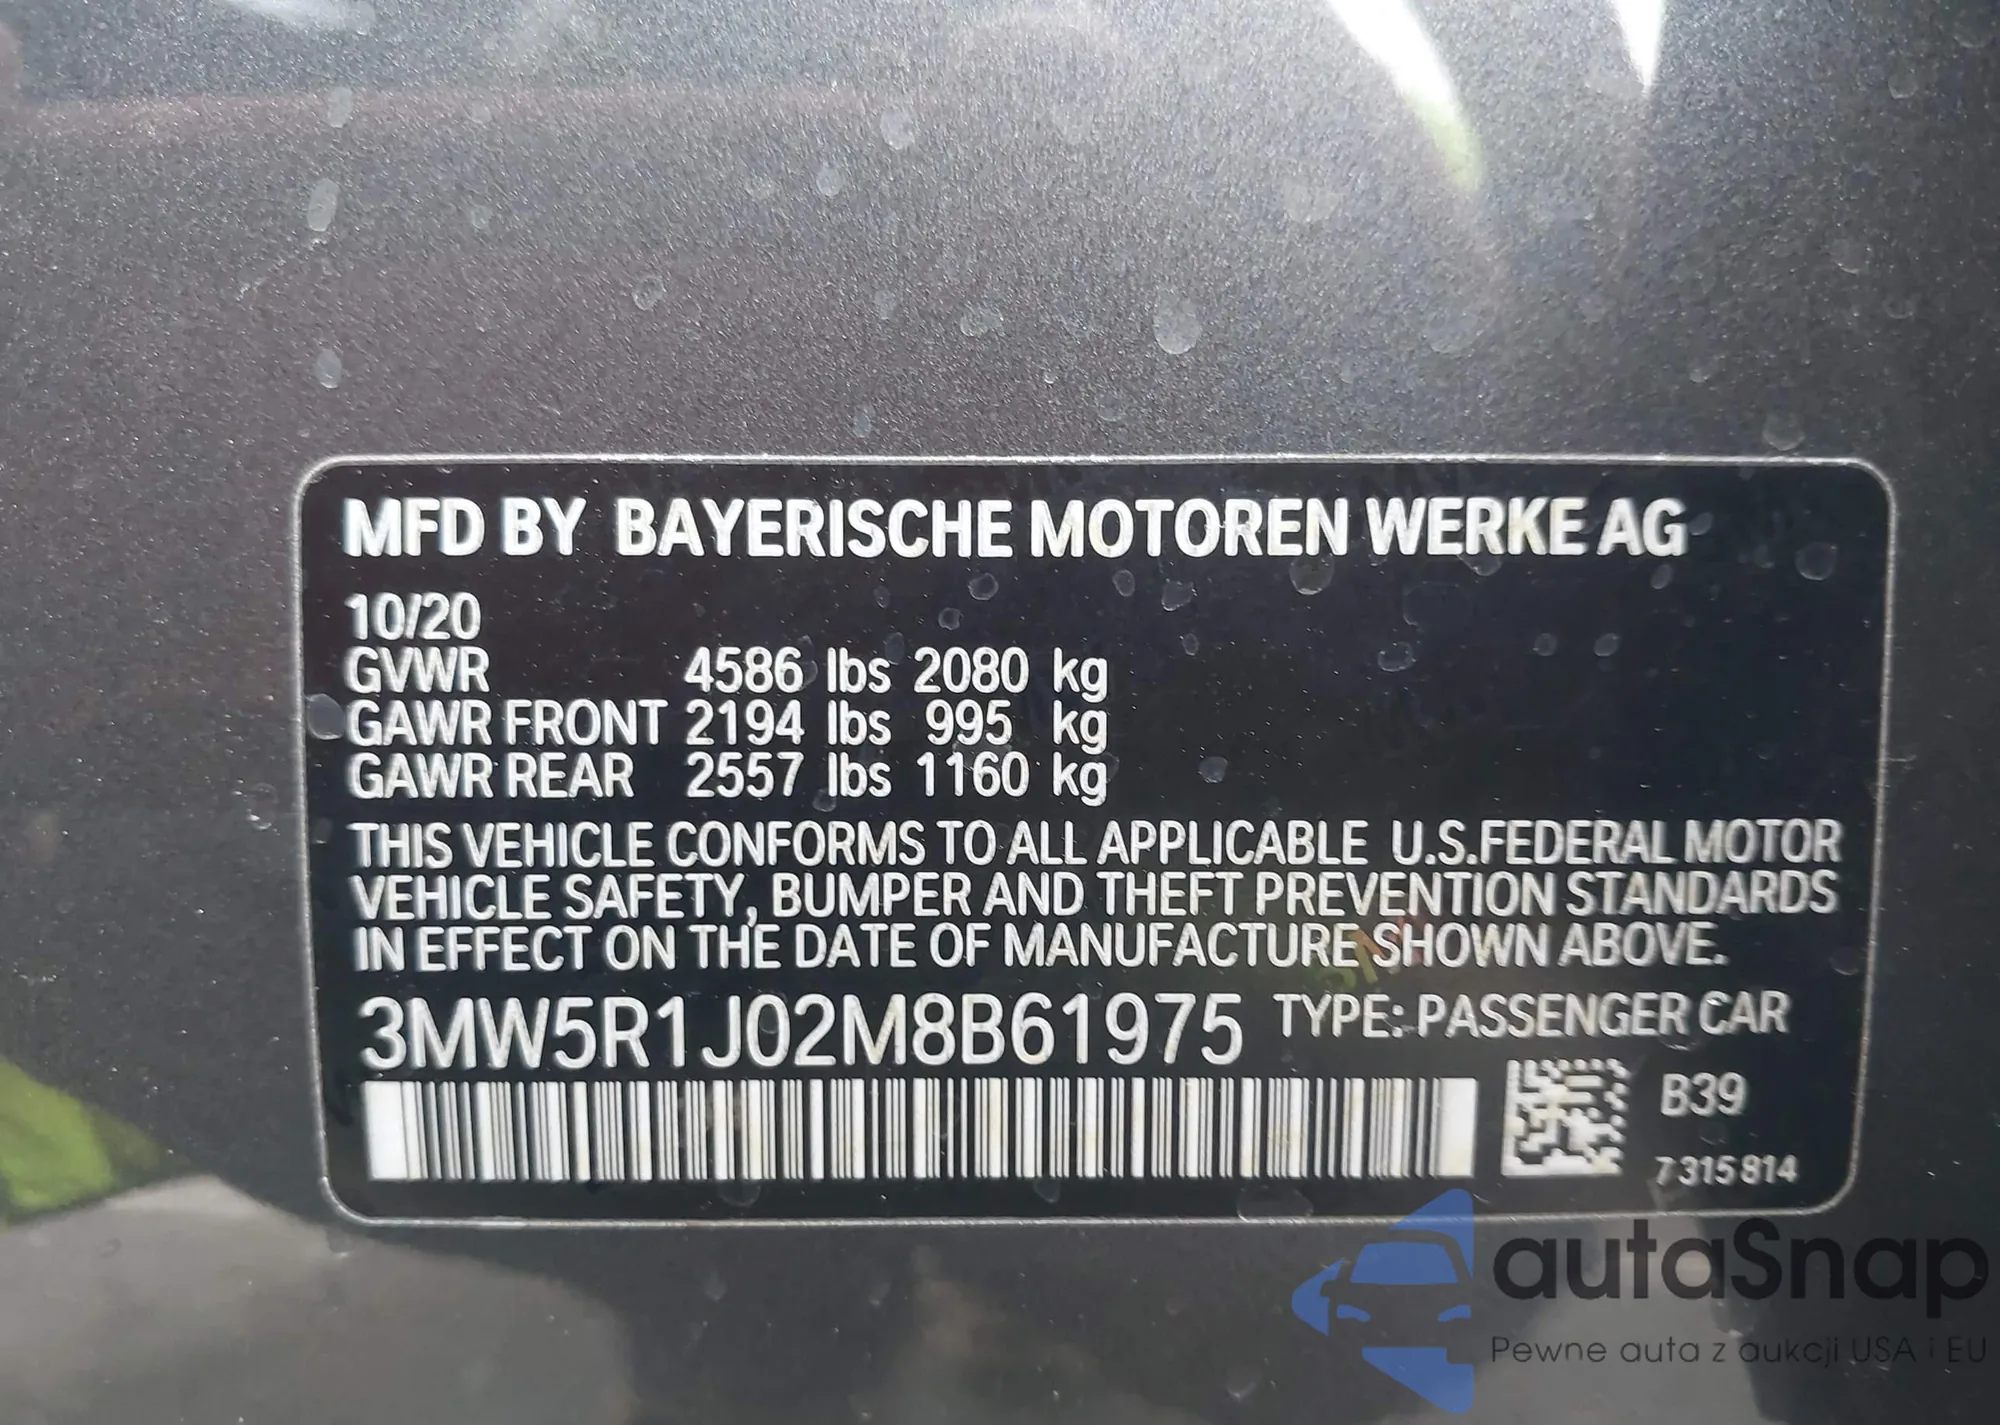 MFD BY BAYERISCHE MOTOREN WERKE AG
10/20
GVWR 4586 lbs 2080 kg
GAWR FRONT 2194 lbs 995 kg
GAWR REAR 2557 lbs 1160 kg
THIS VEHICLE CONFORMS TO ALL APPLICABLE U.S.FEDERAL MOTOR
VEHICLE SAFETY, BUMPER AND THEFT PREVENTION STANDARDS
IN EFFECT ON THE DATE OF MANUFACTURE SHOWN ABOVE.
3MW5R1J02M8B61975 TYPE: PASSENGER CAR
B39
7315814
autaSnap
Pewne auta z aukcji USA i EU